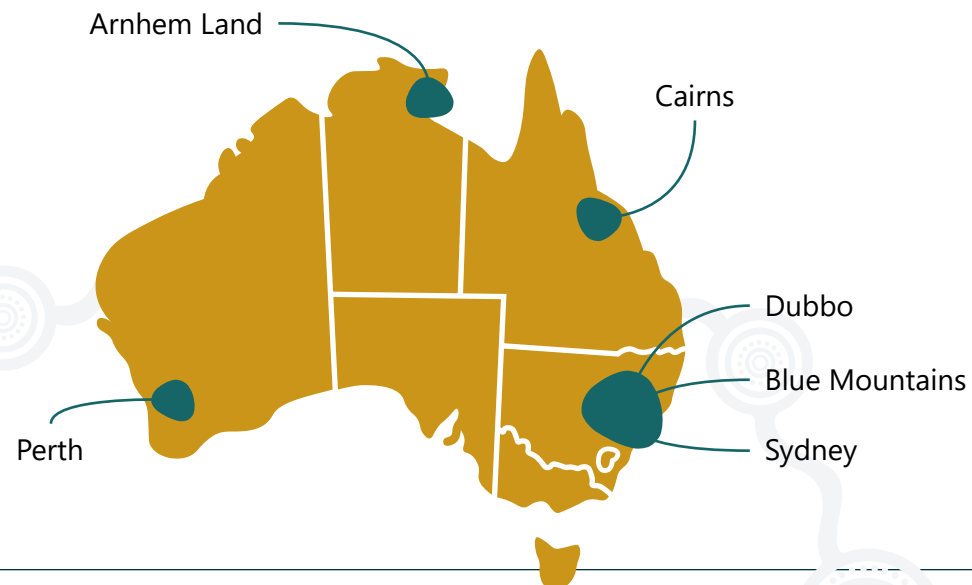 Arnhem Land
Cairns
Dubbo
Blue Mountains
Sydney
Perth